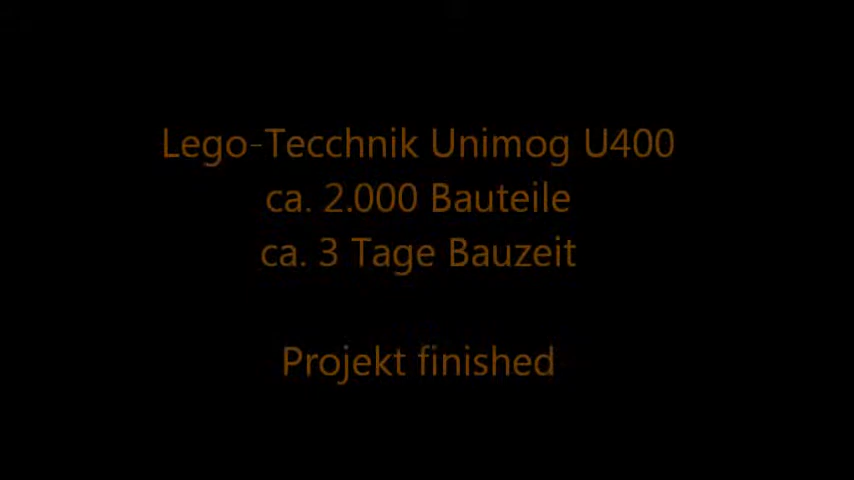 Lego-Tecchnik Unimog U400
ca. 2.000 Bauteile
ca. 3 Tage Bauzeit
Projekt finished